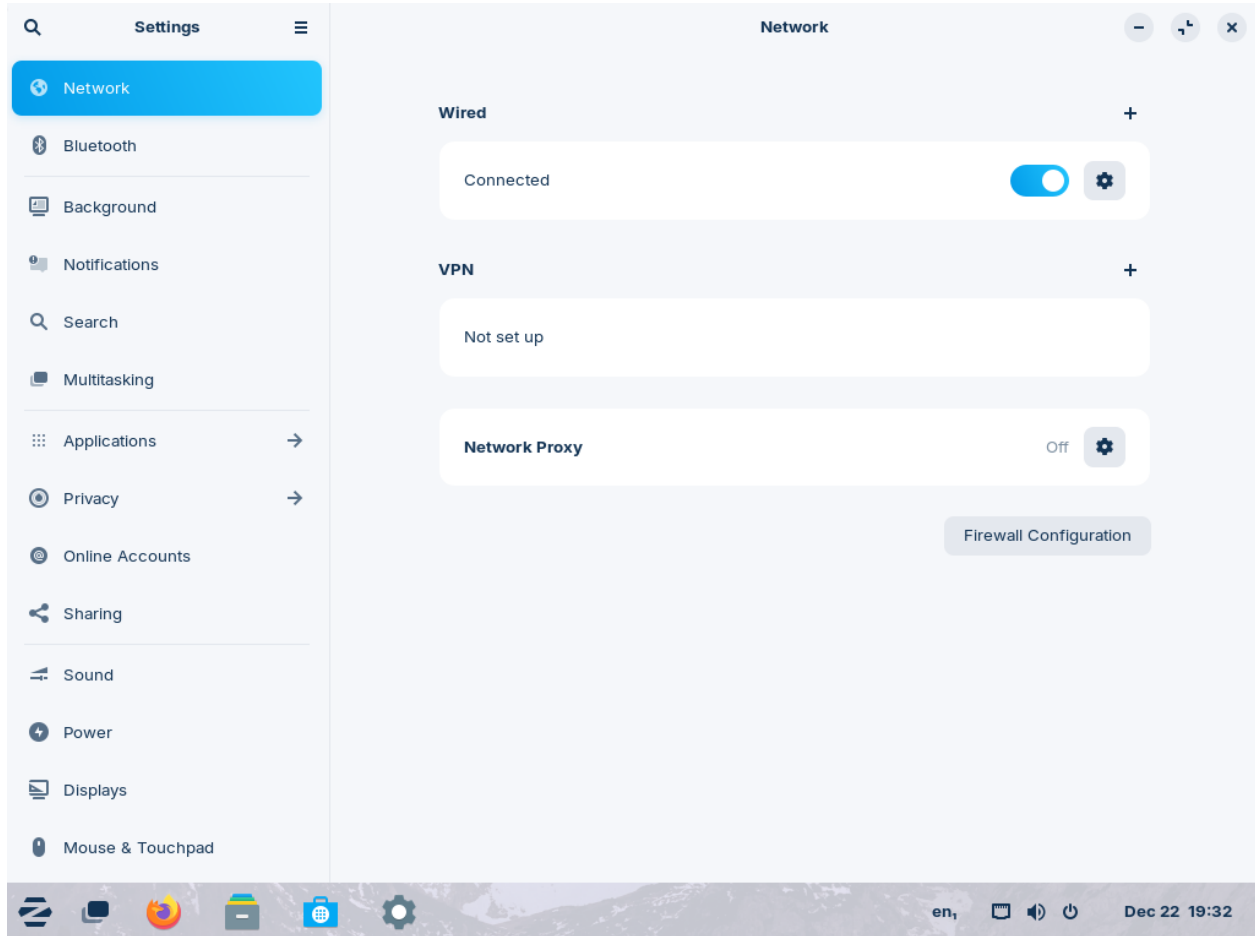 Settings
Network
Bluetooth
Background
Notifications
Search
Multitasking
Applications
Privacy
Online Accounts
Sharing
Sound
Power
Displays
Mouse & Touchpad
Network
Wired
Connected
VPN
Not set up
Network Proxy Off
Firewall Configuration
en₁ Dec 22 19:32